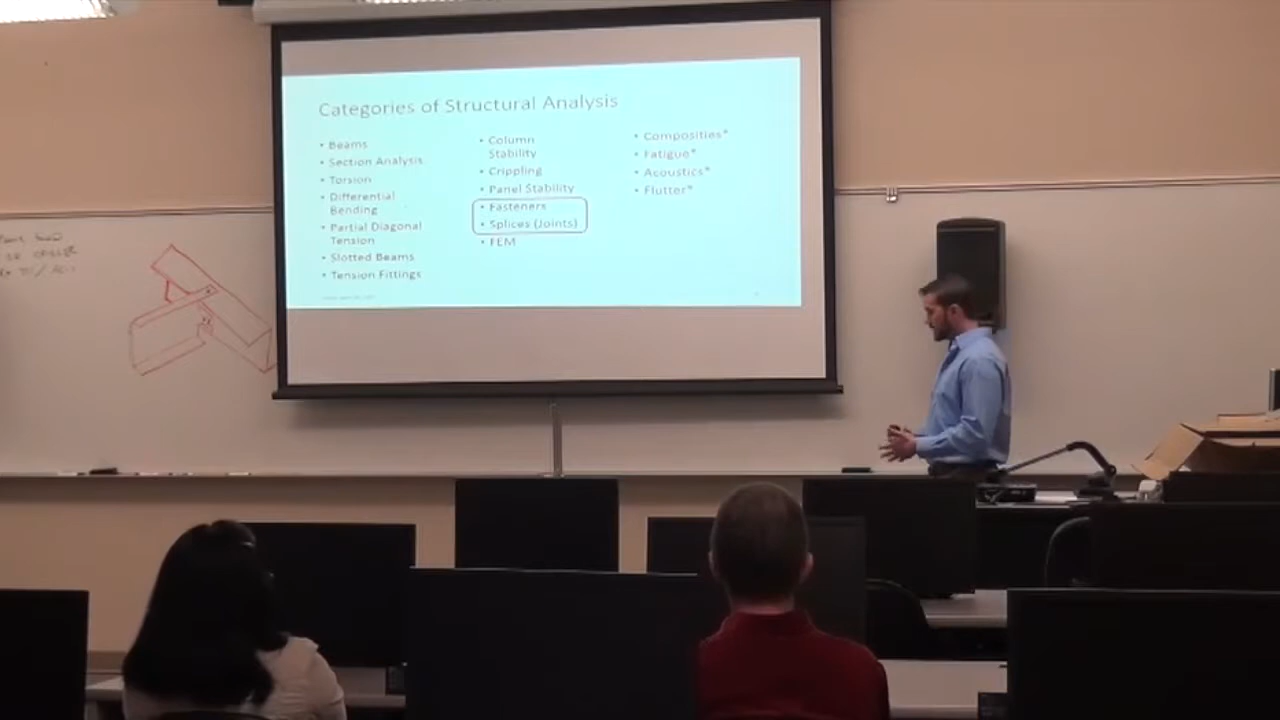 Categories of Structural Analysis
• Beams
• Section Analysis
• Torsion
• Differential
Bending
• Partial Diagonal
Tension
• Slotted Beams
• Tension Fittings
• Column
Stability
• Crippling
• Panel Stability
• Fasteners
• Splices (Joints)
• FEM
• Composities*
• Fatigue*
• Acoustics*
• Flutter*